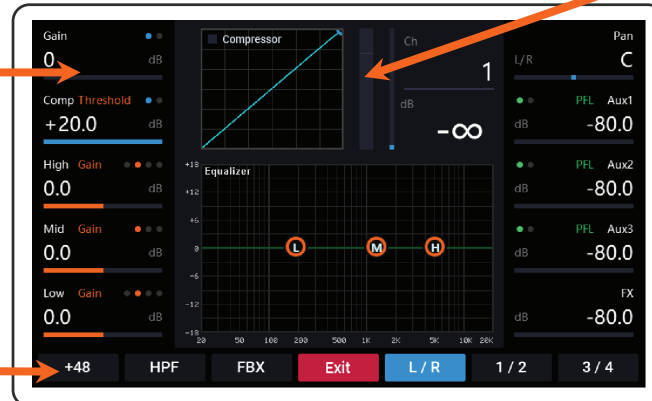 Gain
0 dB
Comp Threshold
+20.0 dB
High Gain
0.0 dB
Mid Gain
0.0 dB
Low Gain
0.0 dB
Compressor
Ch
1
dB
-∞
Equalizer
+18
+12
+6
0
-6
-12
-18
L M H
20 50 100 200 500 1K 2K 5K 10K 20K
Pan
L/R C
PFL Aux1
dB -80.0
PFL Aux2
dB -80.0
PFL Aux3
dB -80.0
FX
dB -80.0
+48 HPF FBX Exit L / R 1 / 2 3 / 4